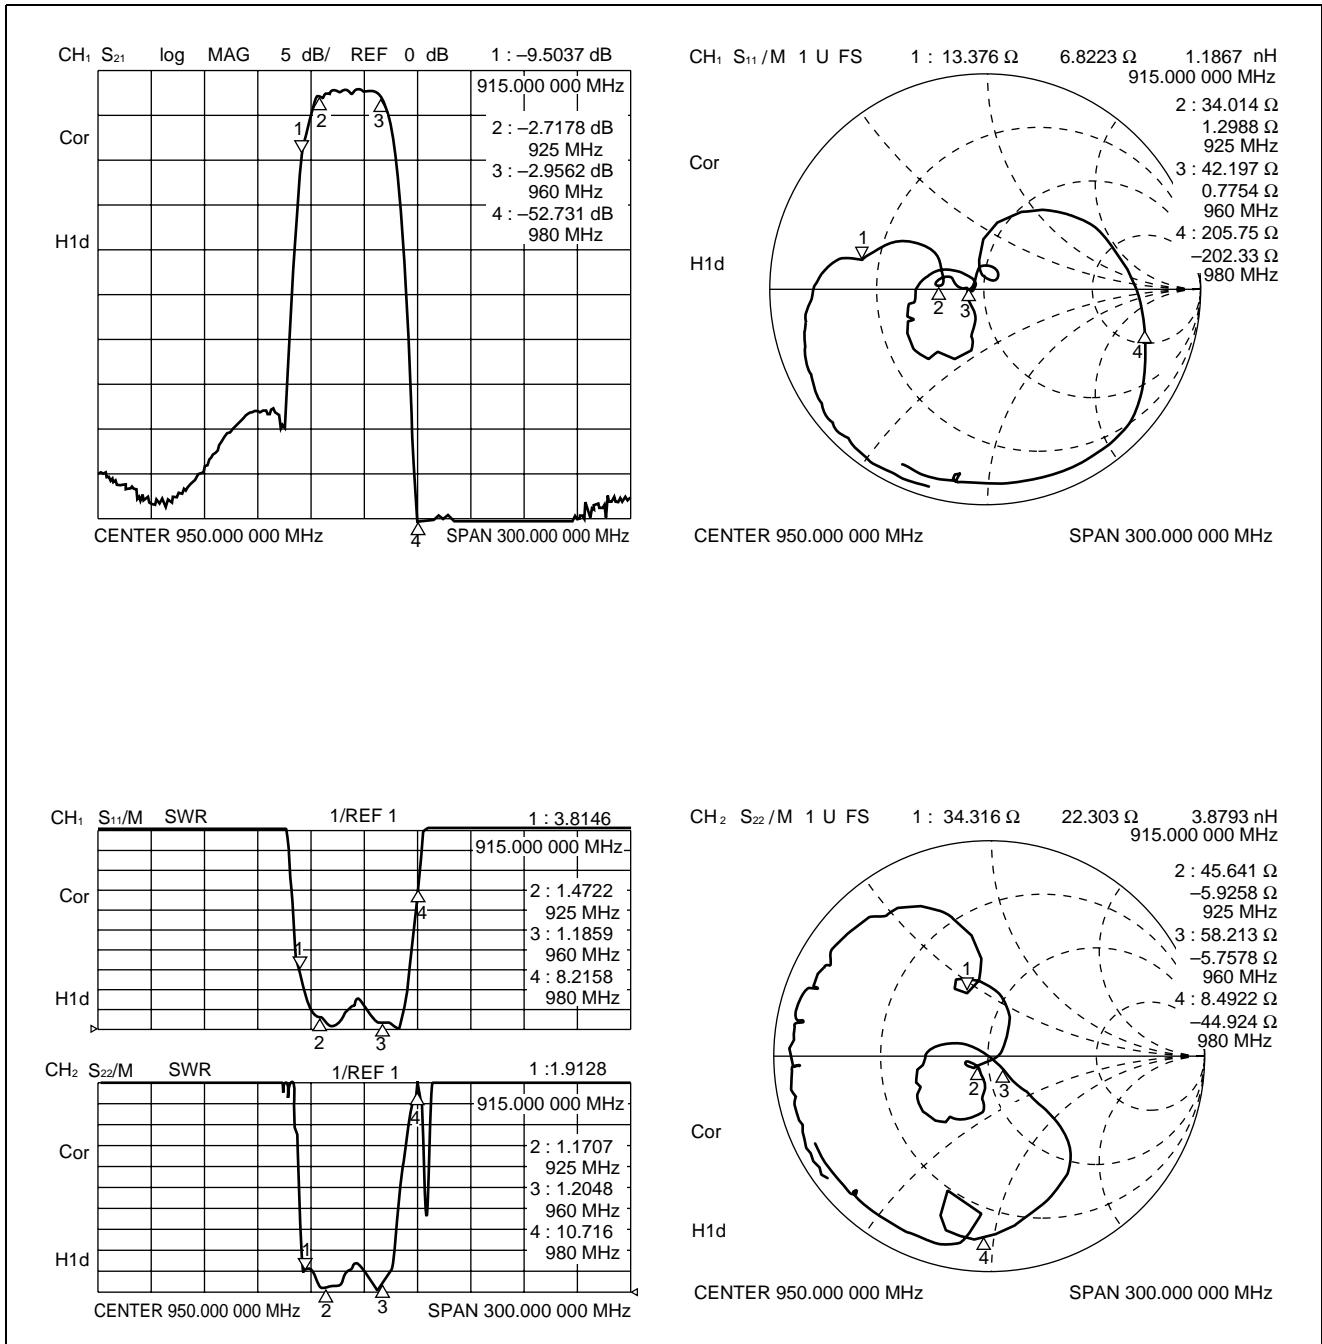 CH₁ S₂₁ log MAG 5 dB/ REF 0 dB 1 : –9.5037 dB
915.000 000 MHz
Cor
H1d
2 : –2.7178 dB
925 MHz
3 : –2.9562 dB
960 MHz
4 : –52.731 dB
980 MHz
1
2
3
4
CENTER 950.000 000 MHz SPAN 300.000 000 MHz
CH₁ S₁₁/M 1 U FS 1 : 13.376 Ω 6.8223 Ω 1.1867 nH
915.000 000 MHz
Cor
H1d
2 : 34.014 Ω
1.2988 Ω
925 MHz
3 : 42.197 Ω
0.7754 Ω
960 MHz
4 : 205.75 Ω
–202.33 Ω
980 MHz
1
2
3
4
CENTER 950.000 000 MHz SPAN 300.000 000 MHz
CH₁ S₁₁/M SWR 1/REF 1 1 : 3.8146
915.000 000 MHz
Cor
H1d
2 : 1.4722
925 MHz
3 : 1.1859
960 MHz
4 : 8.2158
980 MHz
1
2
3
4
CH₂ S₂₂/M SWR 1/REF 1 1 :1.9128
915.000 000 MHz
Cor
H1d
2 : 1.1707
925 MHz
3 : 1.2048
960 MHz
4 : 10.716
980 MHz
1
2
3
4
CENTER 950.000 000 MHz SPAN 300.000 000 MHz
CH₂ S₂₂/M 1 U FS 1 : 34.316 Ω 22.303 Ω 3.8793 nH
915.000 000 MHz
2 : 45.641 Ω
–5.9258 Ω
925 MHz
3 : 58.213 Ω
–5.7578 Ω
960 MHz
4 : 8.4922 Ω
–44.924 Ω
980 MHz
1
2
3
4
Cor
H1d
CENTER 950.000 000 MHz SPAN 300.000 000 MHz